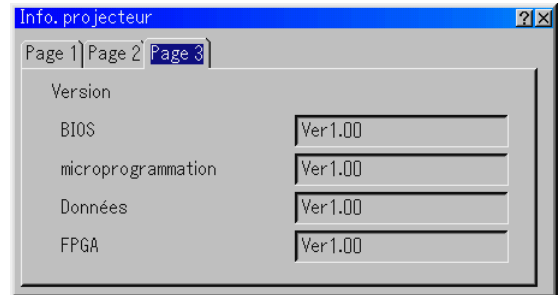 Info. projecteur
Page 1 Page 2 Page 3
Version
BIOS Ver1.00
microprogrammation Ver1.00
Données Ver1.00
FPGA Ver1.00